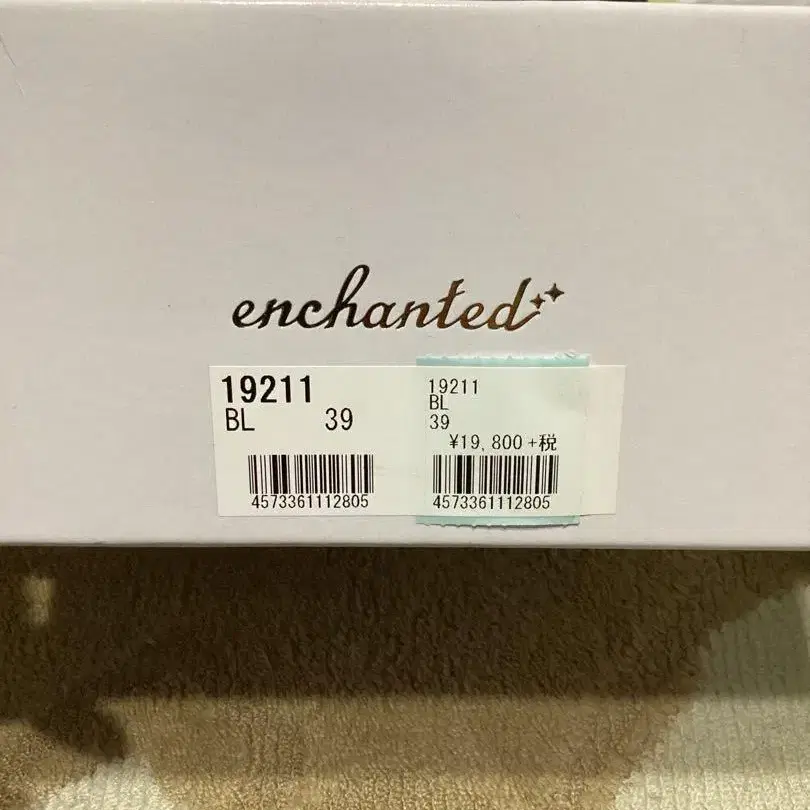 enchanted
19211
BL 39
4573361112805
19211
BL
39
¥19,800+税
4573361112805